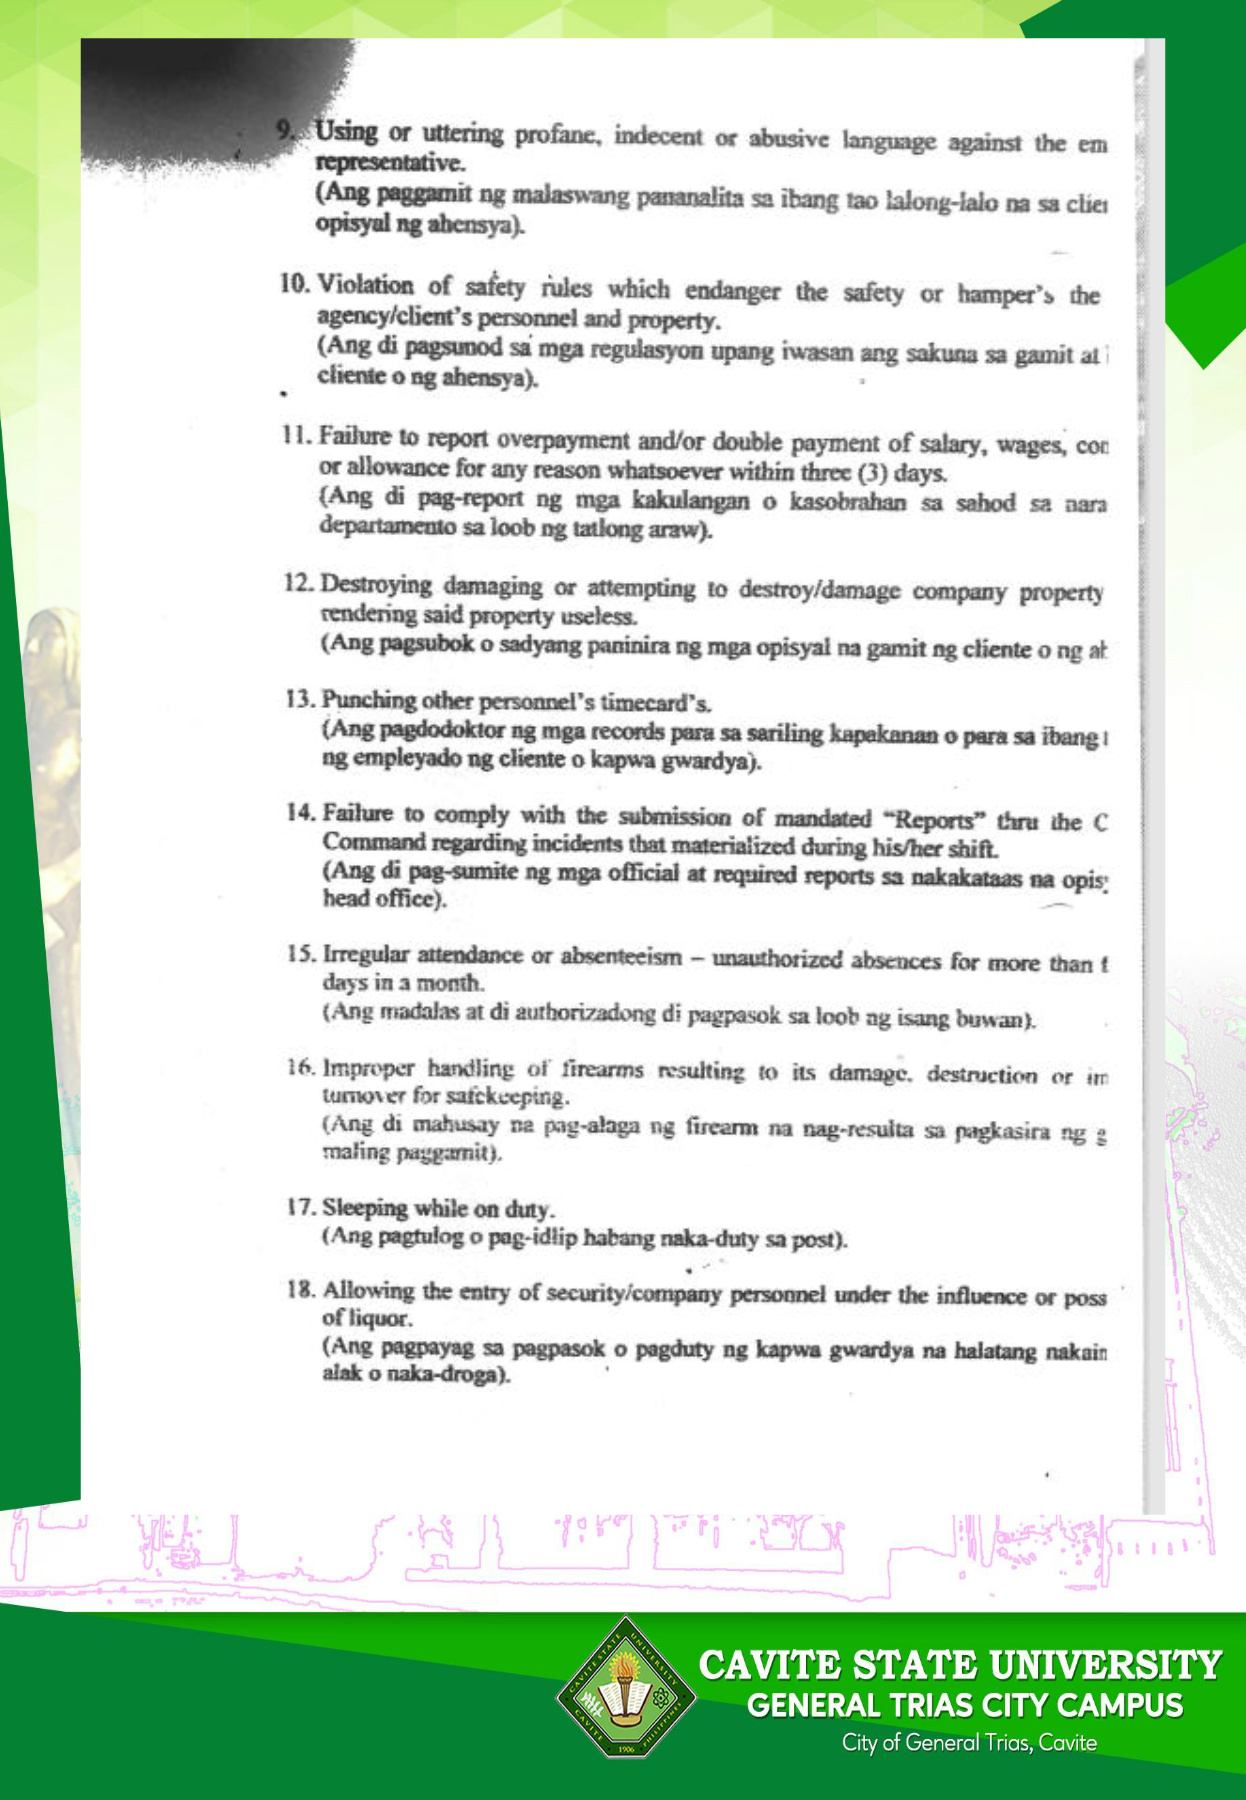 9. Using or uttering profane, indecent or abusive language against the
representative.
(Ang paggamit ng malaswang pananalita sa ibang tao lalong-lalo na sa
opisyal ng ahensya).
10. Violation of safety rules which endanger the safety or hamper's the
agency/client's personnel and property.
(Ang di pagsunod sa mga regulasyon upang iwasan ang sakuna sa gamit at
cliente o ng ahensya).
11. Failure to report overpayment and/or double payment of salary, wages,
or allowance for any reason whatsoever within three (3) days.
(Ang di pag-report ng mga kakulangan o kasobrahan sa sahod sa
departamento sa loob ng tatlong araw).
12. Destroying damaging or attempting to destroy/damage company property
rendering said property useless.
(Ang pagsubok o sadyang paninira ng mga opisyal na gamit ng cliente o ng
13. Punching other personnel's timecard's.
(Ang pagdodoktor ng mga records para sa sariling kapakanan o para sa ibang
ng empleyado ng cliente o kapwa gwardya).
14. Failure to comply with the submission of mandated "Reports" thru the C
Command regarding incidents that materialized during his/her shift.
(Ang di pag-sumite ng mga official at required reports sa nakakataas na
head office).
15. Irregular attendance or absenteeism – unauthorized absences for more than
days in a month.
(Ang madalas at di authorizadong di pagpasok sa loob ng isang buwan).
16. Improper handling of firearms resulting to its damage, destruction or
turnover for safekeeping.
(Ang di mahusay na pag-alaga ng firearm na nag-resulta sa pagkasira ng
maling paggamit).
17. Sleeping while on duty.
(Ang pagtulog o pag-idlip habang naka-duty sa post).
18. Allowing the entry of security/company personnel under the influence or
of liquor.
(Ang pagpayag sa pagpasok o pagduty ng kapwa gwardya na halatang
alak o naka-droga).
CAVITE STATE UNIVERSITY
CAVITE
PHILIPPINES
1906
CAVITE STATE UNIVERSITY
GENERAL TRIAS CITY CAMPUS
City of General Trias, Cavite